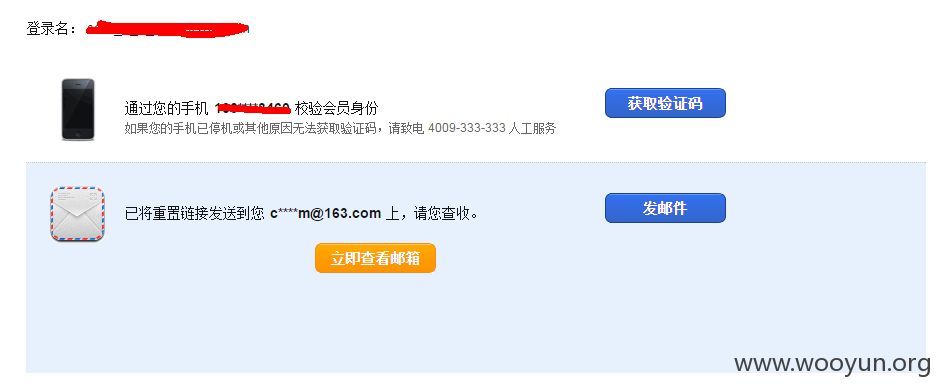 登录名：
通过您的手机 校验会员身份
获取验证码
如果您的手机已停机或其他原因无法获取验证码，请致电 4009-333-333 人工服务
已将重置链接发送到您 c****m@163.com 上，请您查收。
发邮件
立即查看邮箱
www.wooyun.org